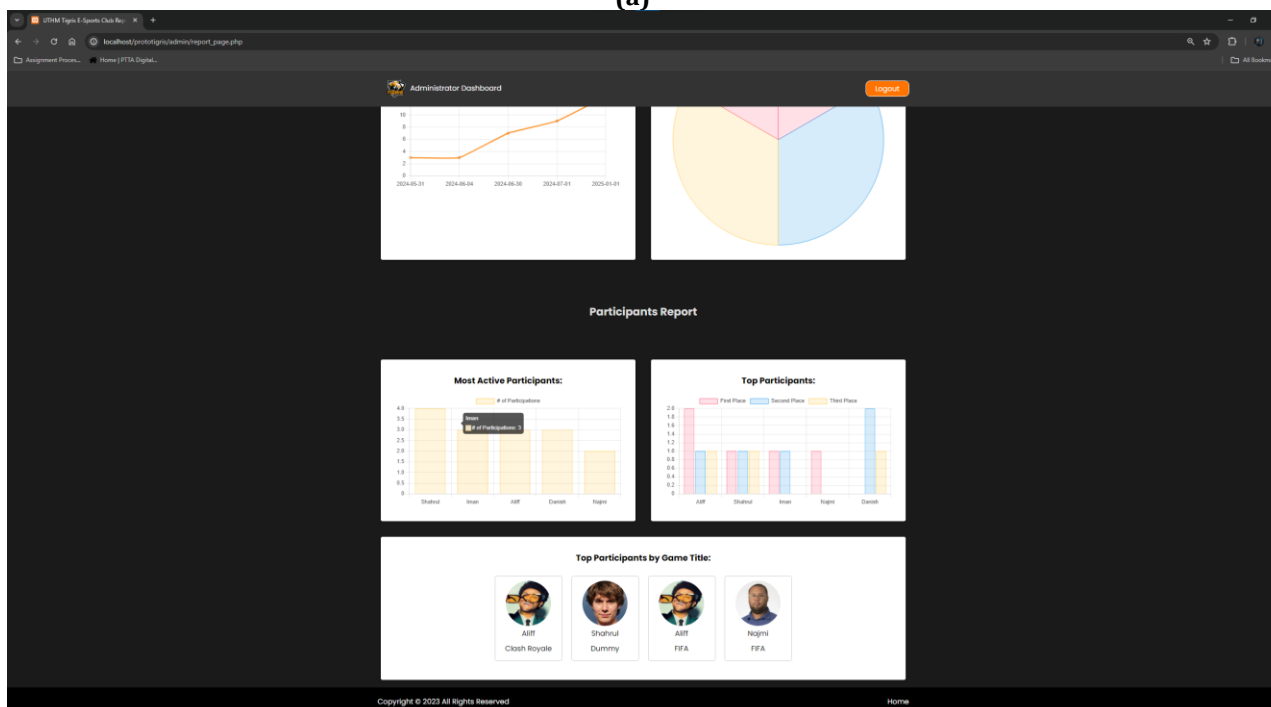 (a)
UTHM Tigris E-Sports Club Rep
localhost/prototigris/admin/report_page.php
Assignment Proces...
Home | PTTA Digital...
All Bookm
Administrator Dashboard
Logout
10
8
6
4
2
0
2024-05-31 2024-06-04 2024-06-30 2024-07-01 2025-01-01
Participants Report
Most Active Participants:
# of Participations
4.0
3.5
3.0
2.5
2.0
1.5
1.0
0.5
0
Iman
# of Participations: 3
Shahrul Iman Aliff Danish Najmi
Top Participants:
First Place Second Place Third Place
2.0
1.8
1.6
1.4
1.2
1.0
0.8
0.6
0.4
0.2
0
Aliff Shahrul Iman Najmi Danish
Top Participants by Game Title:
Aliff Shahrul Aliff Najmi
Clash Royale Dummy FIFA FIFA
Copyright © 2023 All Rights Reserved
Home